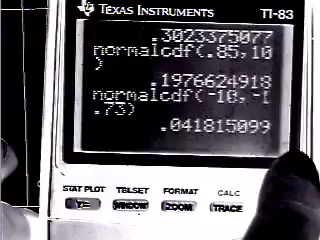 TEXAS INSTRUMENTS TI-83
.3023375077
normalcdf(.85,10
)
.1976624918
normalcdf(-10,-1
.73)
.041815099
STAT PLOT TBLSET FORMAT CALC
Y= WINDOW ZOOM TRACE